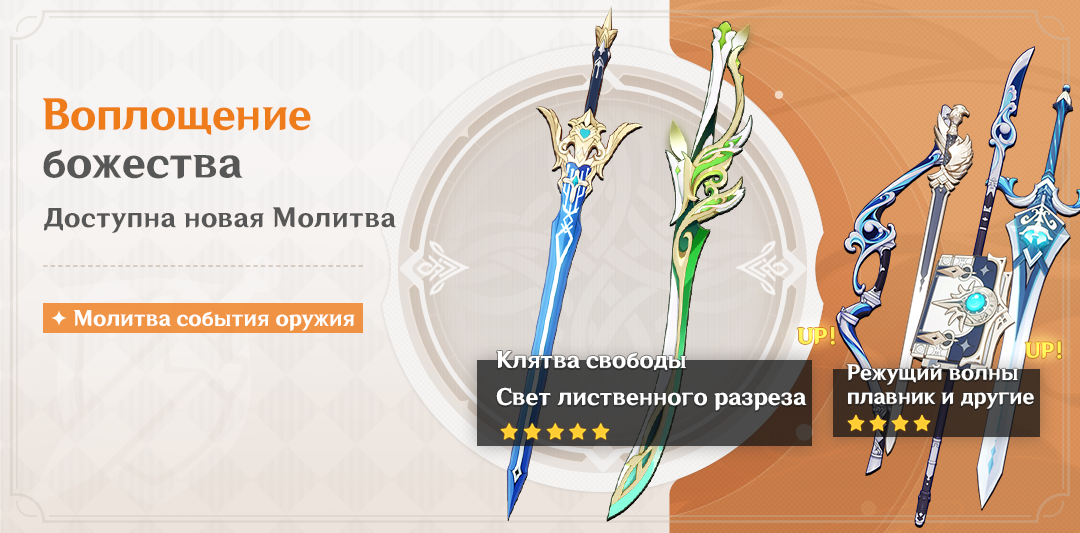 Воплощение
божества
Доступна новая Молитва
✦ Молитва события оружия
Клятва свободы
Свет лиственного разреза
UP!
Режущий волны
плавник и другие
UP!